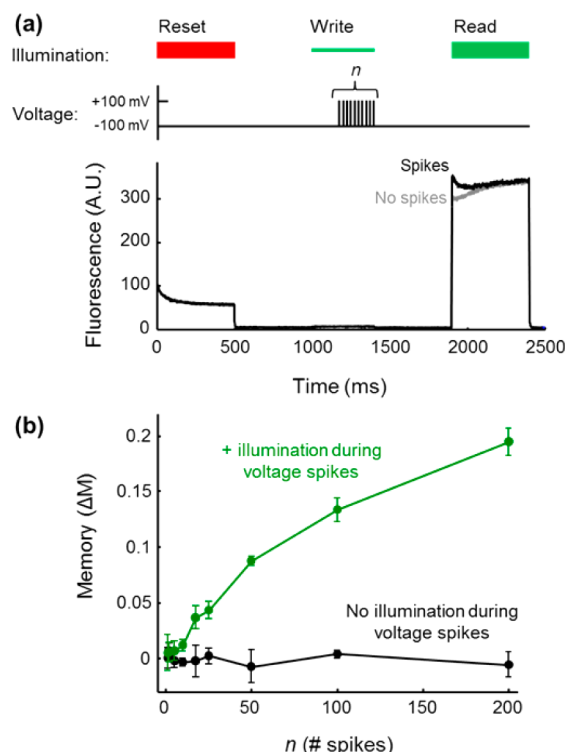 (a)
Reset Write Read
Illumination:
n
Voltage:
+100 mV
-100 mV
Fluorescence (A.U.)
300
200
100
0
Spikes
No spikes
0 500 1000 1500 2000 2500
Time (ms)
(b)
Memory (ΔM)
0.2
0.15
0.1
0.05
0
+ illumination during
voltage spikes
No illumination during
voltage spikes
0 50 100 150 200
n (# spikes)